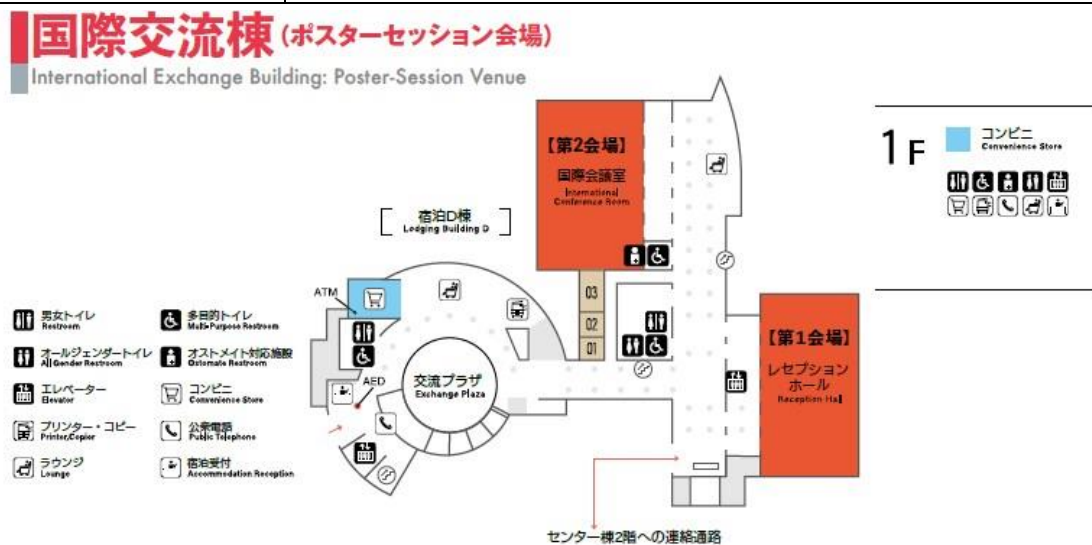 国際交流棟 (ポスターセッション会場)
International Exchange Building: Poster-Session Venue
【第2会場】
国際会議室
International
Conference Room
1F
コンビニ
Convenience Store
宿泊D棟
Lodging Building D
ATM
03
02
01
【第1会場】
レセプション
ホール
Reception Hall
交流プラザ
Exchange Plaza
AED
男女トイレ
Restroom
多目的トイレ
Multi-Purpose Restroom
オールジェンダートイレ
All Gender Restroom
オストメイト対応施設
Ostomate Restroom
エレベーター
Elevator
コンビニ
Convenience Store
プリンター・コピー
Printer/Copier
公衆電話
Public Telephone
ラウンジ
Lounge
宿泊受付
Accommodation Reception
センター棟2階への連絡通路